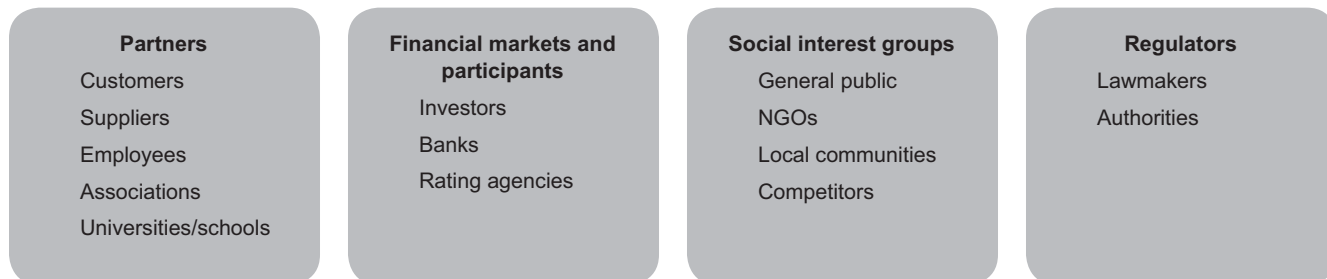 Partners
Customers
Suppliers
Employees
Associations
Universities/schools
Financial markets and
participants
Investors
Banks
Rating agencies
Social interest groups
General public
NGOs
Local communities
Competitors
Regulators
Lawmakers
Authorities